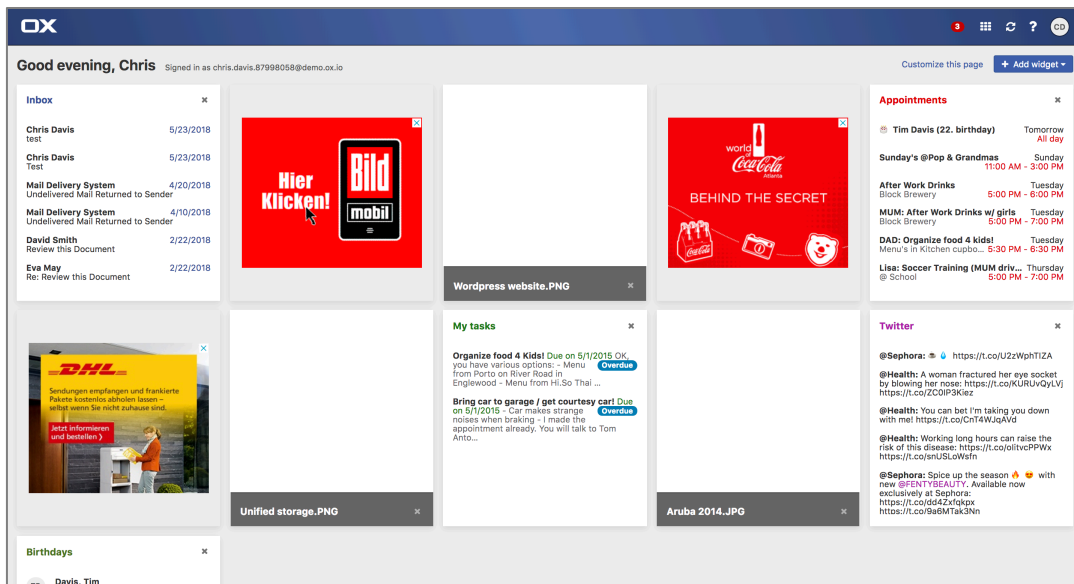 OX
3
?
CD
Good evening, Chris
Signed in as chris.davis.87998058@demo.ox.io
Customize this page
+ Add widget
Inbox
Chris Davis 5/23/2018
test
Chris Davis 5/23/2018
Test
Mail Delivery System 4/20/2018
Undelivered Mail Returned to Sender
Mail Delivery System 4/10/2018
Undelivered Mail Returned to Sender
David Smith 2/22/2018
Review this Document
Eva May 2/22/2018
Re: Review this Document
Hier
Klicken!
Bild
mobil
Wordpress website.PNG
world
of
Coca-Cola
Atlanta
BEHIND THE SECRET
Coca-Cola
Appointments
Tim Davis (22. birthday) Tomorrow
All day
Sunday's @Pop & Grandmas Sunday
11:00 AM - 3:00 PM
After Work Drinks Tuesday
Block Brewery 5:00 PM - 6:00 PM
MUM: After Work Drinks w/ girls Tuesday
Block Brewery 5:00 PM - 7:00 PM
DAD: Organize food 4 kids! Tuesday
Menu's in Kitchen cupbo... 5:30 PM - 6:30 PM
Lisa: Soccer Training (MUM driv... Thursday
@ School 5:00 PM - 7:00 PM
DHL
Sendungen empfangen und frankierte
Pakete kostenlos abholen lassen –
selbst wenn Sie nicht zuhause sind.
Jetzt informieren
und bestellen
Unified storage.PNG
My tasks
Organize food 4 Kids! Due on 5/1/2015 OK,
you have various options: - Menu Overdue
from Porto on River Road in
Englewood - Menu from Hi.So Thai ...
Bring car to garage / get courtesy car! Due
on 5/1/2015 - Car makes strange Overdue
noises when braking - I made the
appointment already. You will talk to Tom
Anto...
Aruba 2014.JPG
Twitter
@Sephora: https://t.co/U2zWphTIZA
@Health: A woman fractured her eye socket
by blowing her nose: https://t.co/KURUvQyLVj
https://t.co/ZC0IP3Kiez
@Health: You can bet I'm taking you down
with me! https://t.co/CnT4WJqAVd
@Health: Working long hours can raise the
risk of this disease: https://t.co/olitvcPPWx
https://t.co/snUSLoWsfn
@Sephora: Spice up the season 🔥 😍 with
new @FENTYBEAUTY. Available now
exclusively at Sephora:
https://t.co/dd4Zxfqkpx
https://t.co/9a6MTak3Nn
Birthdays
Davis, Tim